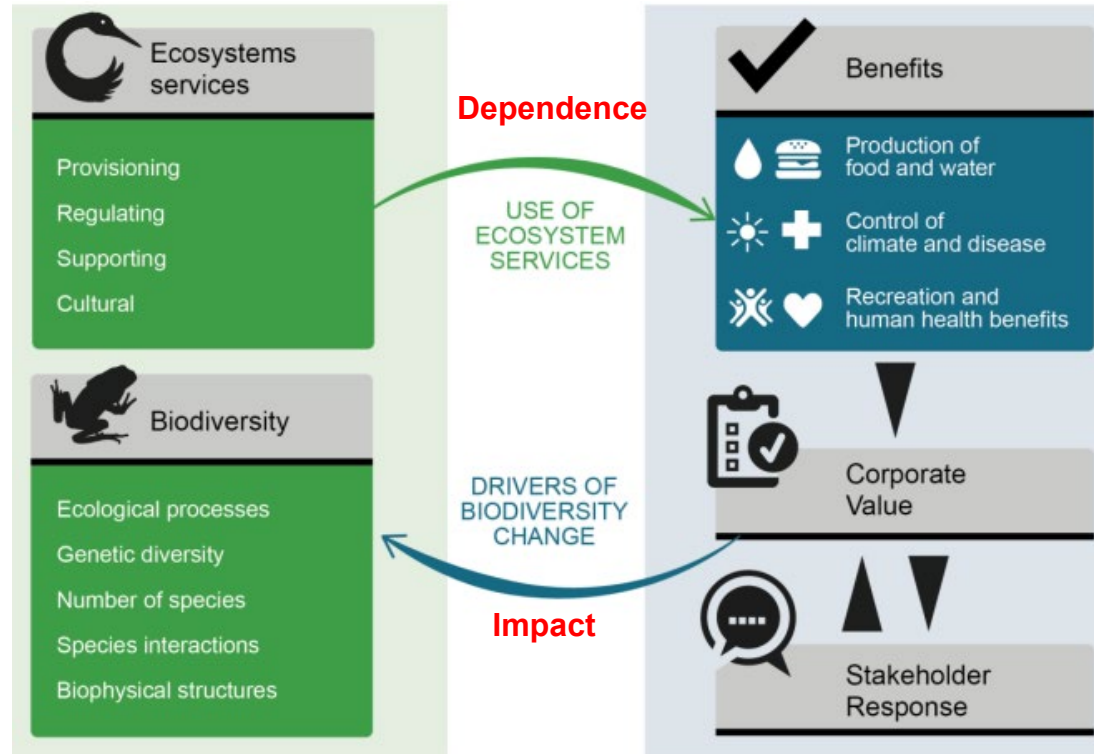 Ecosystems
services
Provisioning
Regulating
Supporting
Cultural
Biodiversity
Ecological processes
Genetic diversity
Number of species
Species interactions
Biophysical structures
Dependence
USE OF
ECOSYSTEM
SERVICES
DRIVERS OF
BIODIVERSITY
CHANGE
Impact
Benefits
Production of
food and water
Control of
climate and disease
Recreation and
human health benefits
Corporate
Value
Stakeholder
Response